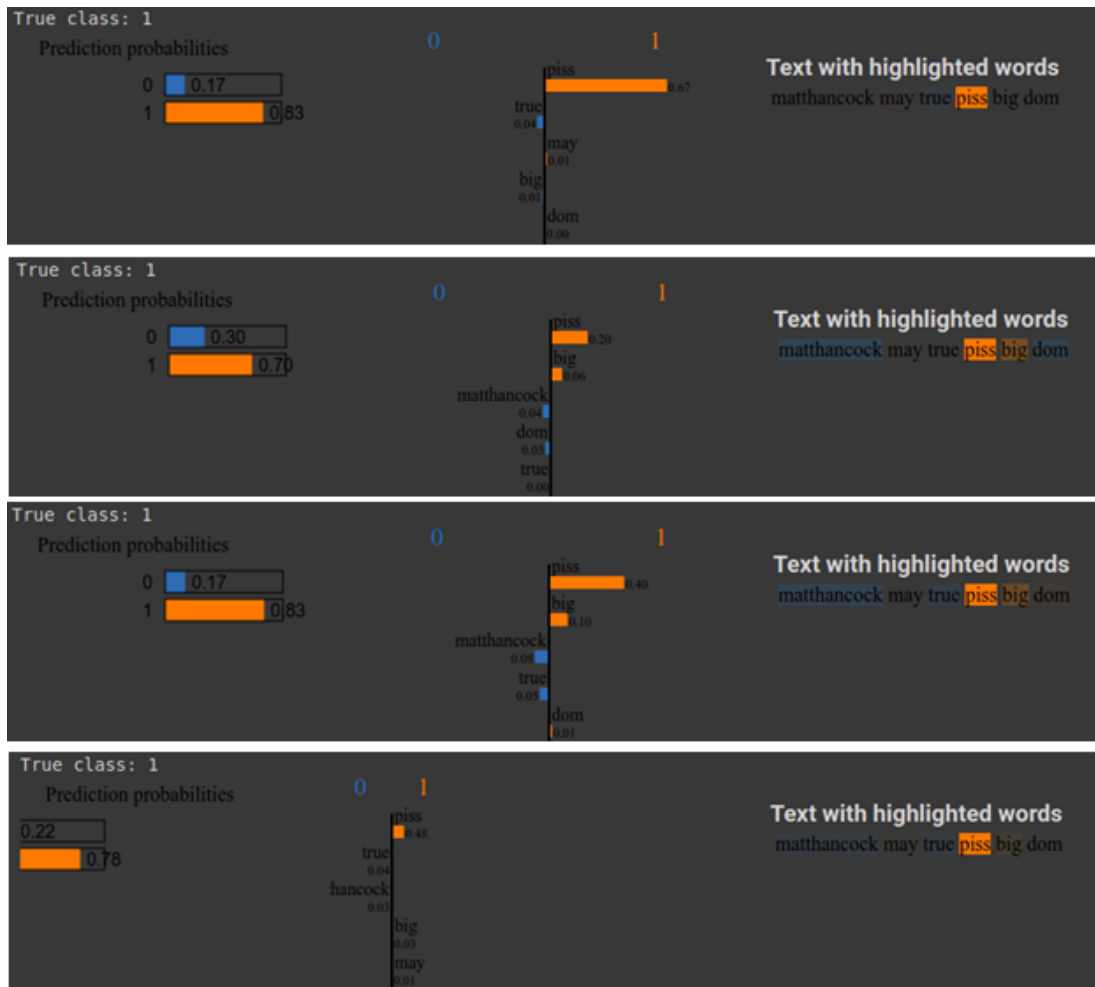 True class: 1
Prediction probabilities
0 0.17
1 0.83
0 1
piss
0.67
true
0.04
may
0.01
big
0.01
dom
0.00
Text with highlighted words
matthancock may true piss big dom
True class: 1
Prediction probabilities
0 0.30
1 0.70
0 1
piss
0.20
big
0.06
matthancock
0.04
dom
0.03
true
0.00
Text with highlighted words
matthancock may true piss big dom
True class: 1
Prediction probabilities
0 0.17
1 0.83
0 1
piss
0.40
big
0.10
matthancock
0.08
true
0.05
dom
0.01
Text with highlighted words
matthancock may true piss big dom
True class: 1
Prediction probabilities
0.22
0.78
0 1
piss
0.48
true
0.04
hancock
0.03
big
0.03
may
0.01
Text with highlighted words
matthancock may true piss big dom